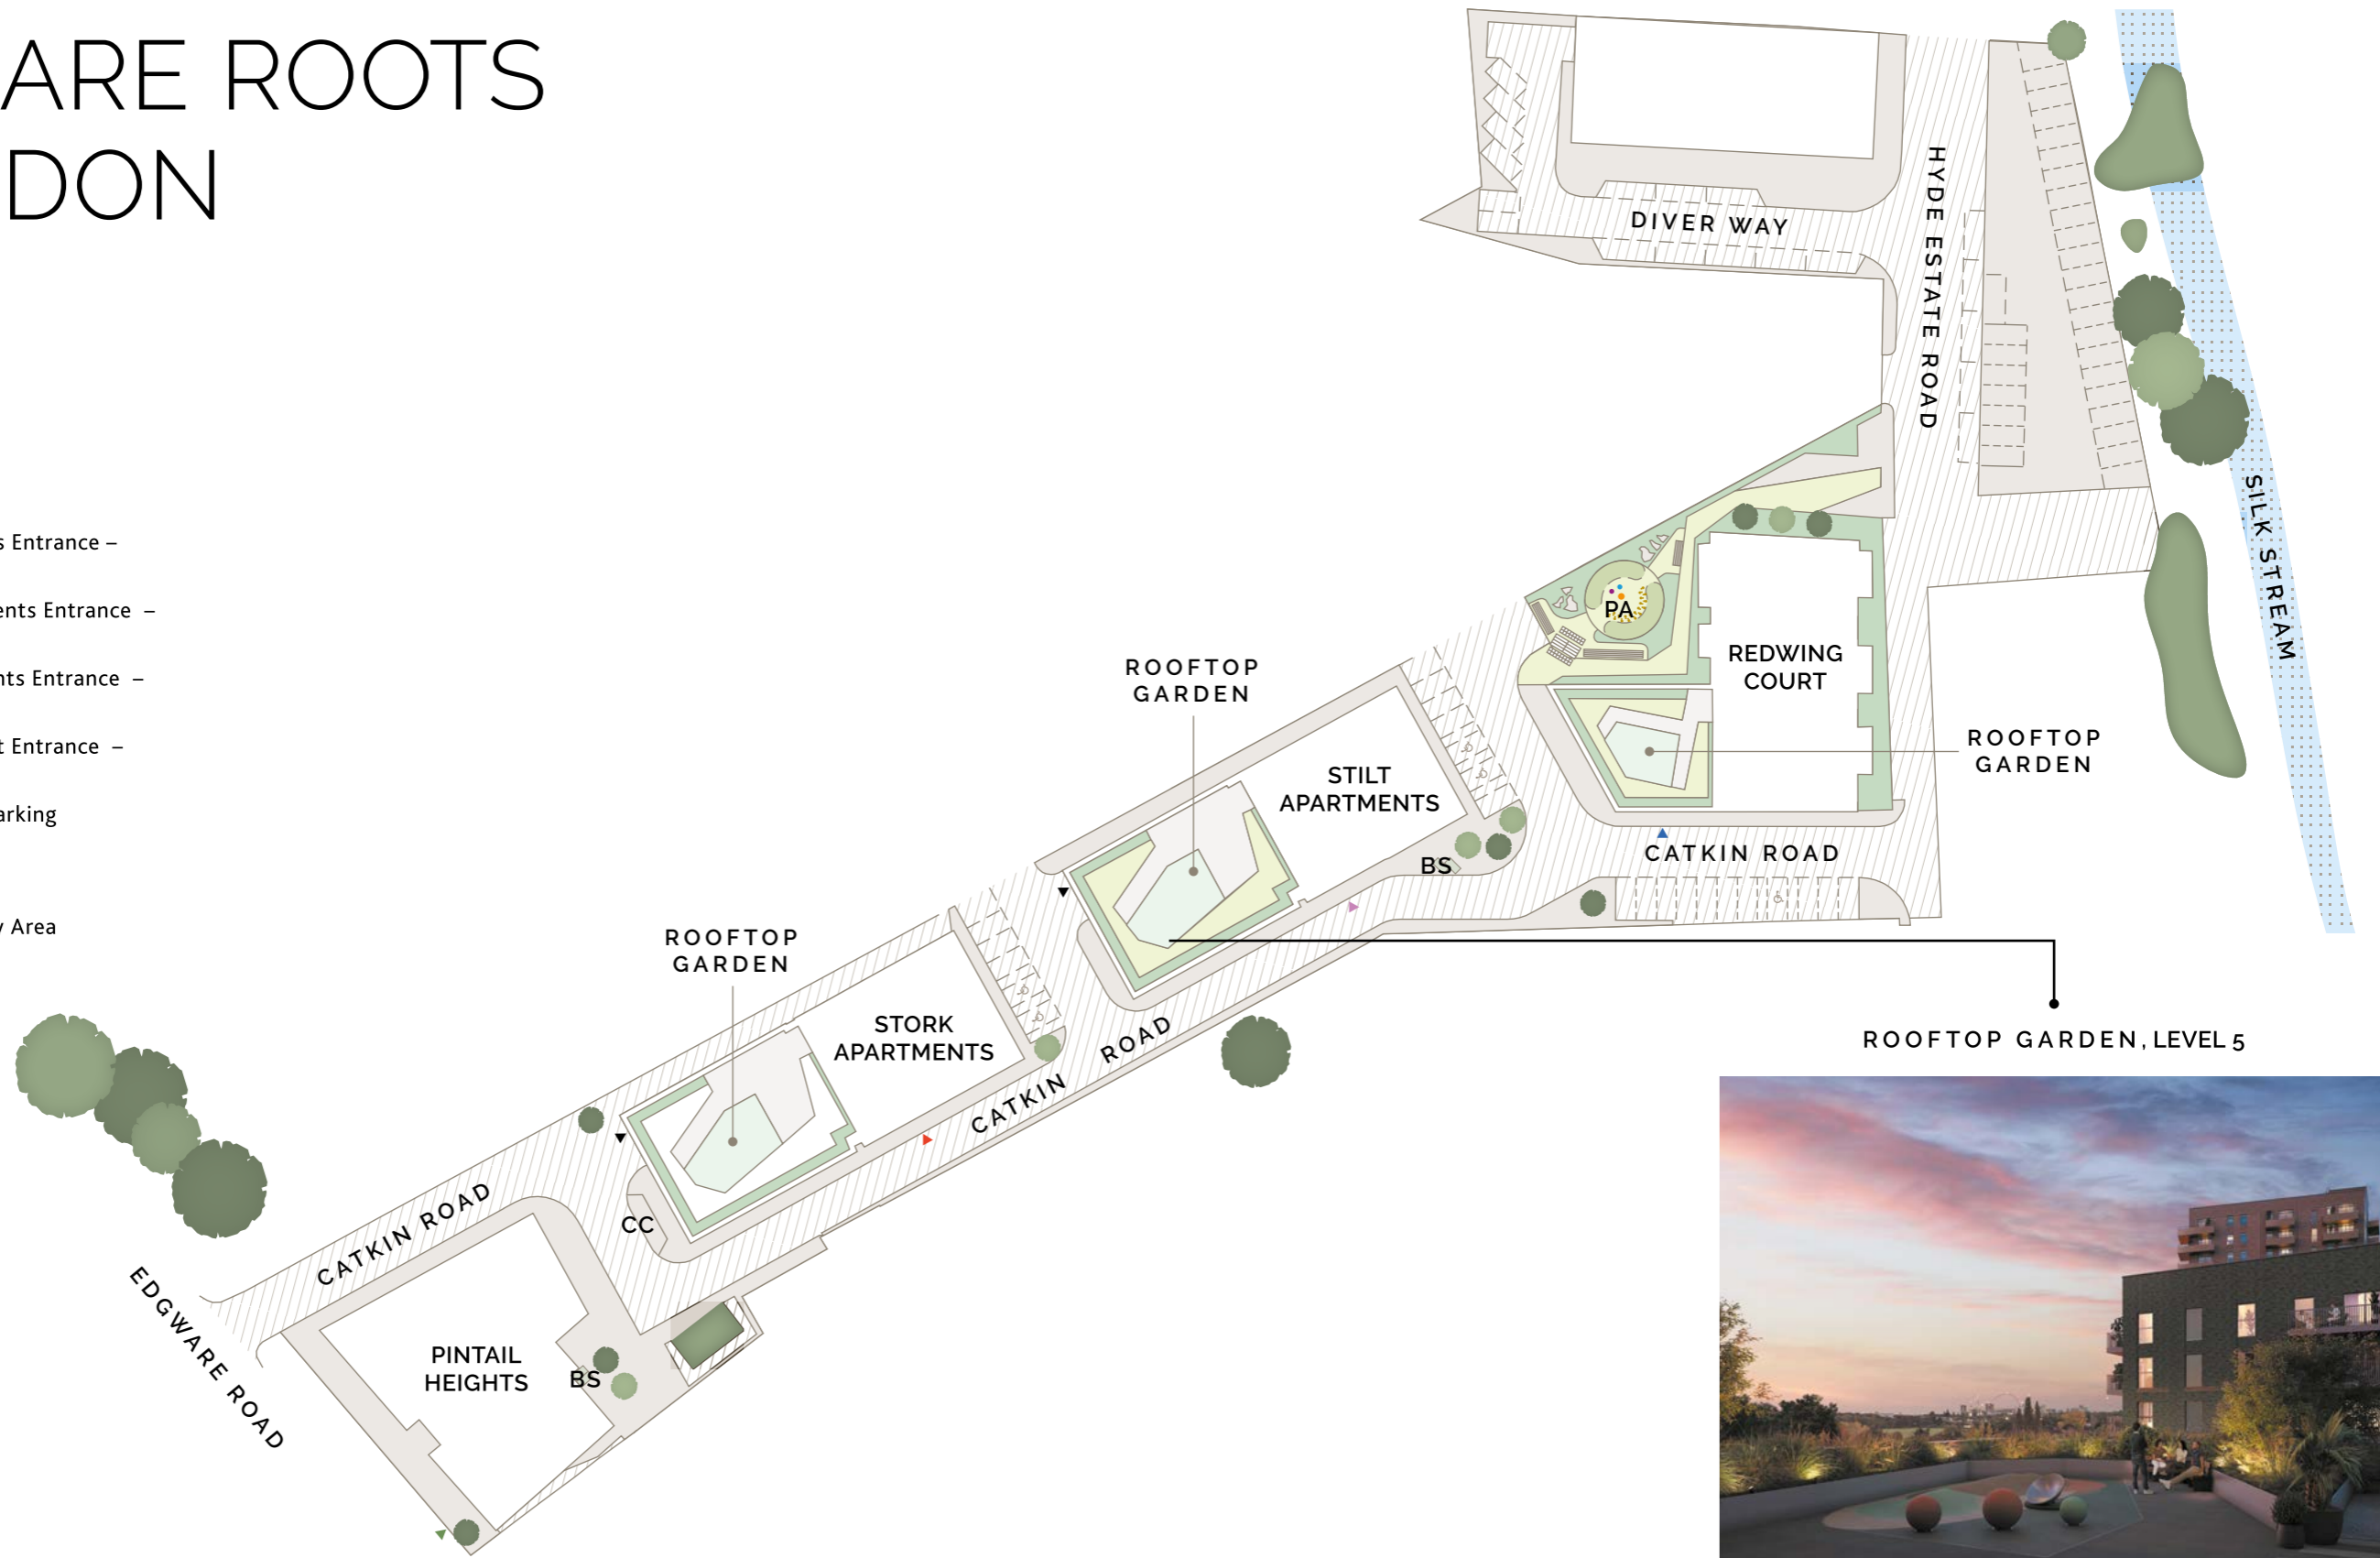 ARE ROOTS
DON
s Entrance –
ents Entrance –
nts Entrance –
t Entrance –
arking
y Area
DIVER WAY
HYDE ESTATE ROAD
SILK STREAM
PA
REDWING
COURT
ROOFTOP
GARDEN
ROOFTOP
GARDEN
STILT
APARTMENTS
BS
CATKIN ROAD
ROOFTOP
GARDEN
STORK
APARTMENTS
CATKIN ROAD
ROOFTOP GARDEN, LEVEL 5
CC
CATKIN ROAD
EDGWARE ROAD
PINTAIL
HEIGHTS
BS